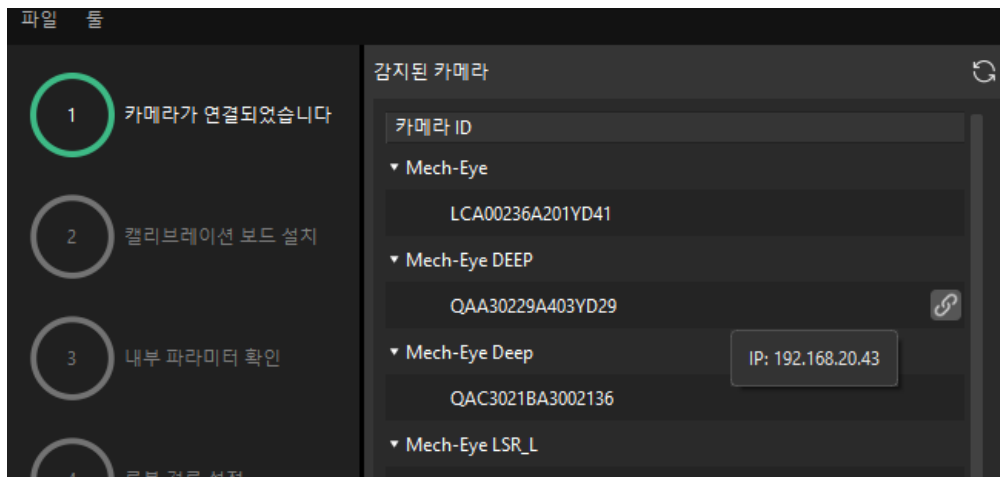 파일 툴
1 카메라가 연결되었습니다
2 캘리브레이션 보드 설치
3 내부 파라미터 확인
감지된 카메라
카메라 ID
Mech-Eye
LCA00236A201YD41
Mech-Eye DEEP
QAA30229A403YD29
IP: 192.168.20.43
Mech-Eye Deep
QAC3021BA3002136
Mech-Eye LSR_L